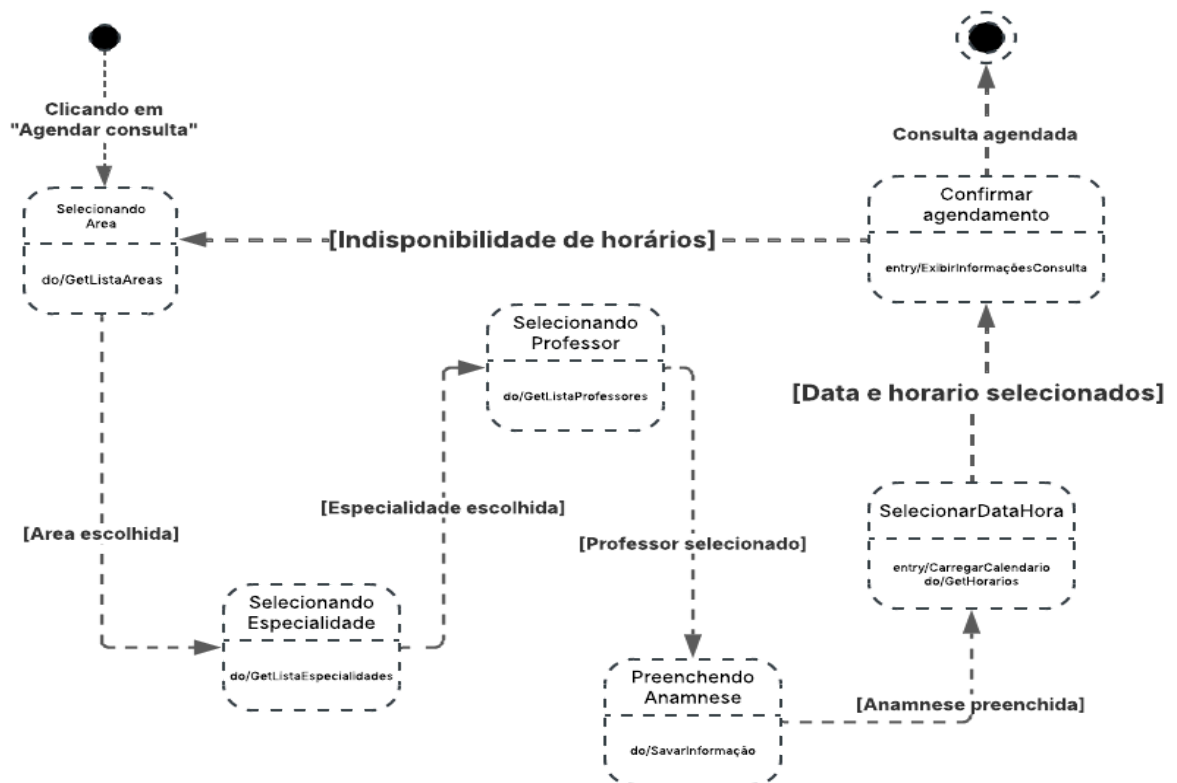 Clicando em
"Agendar consulta"
Selecionando
Area
do/GetListaAreas
[Area escolhida]
Selecionando
Especialidade
do/GetListaEspecialidades
[Especialidade escolhida]
Selecionando
Professor
do/GetListaProfessores
[Professor selecionado]
Preenchendo
Anamnese
do/SavarInformação
[Anamnese preenchida]
SelecionarDataHora
entry/CarregarCalendario
do/GetHorarios
[Data e horario selecionados]
Confirmar
agendamento
entry/ExibirInformaçõesConsulta
[Indisponibilidade de horários]
Consulta agendada